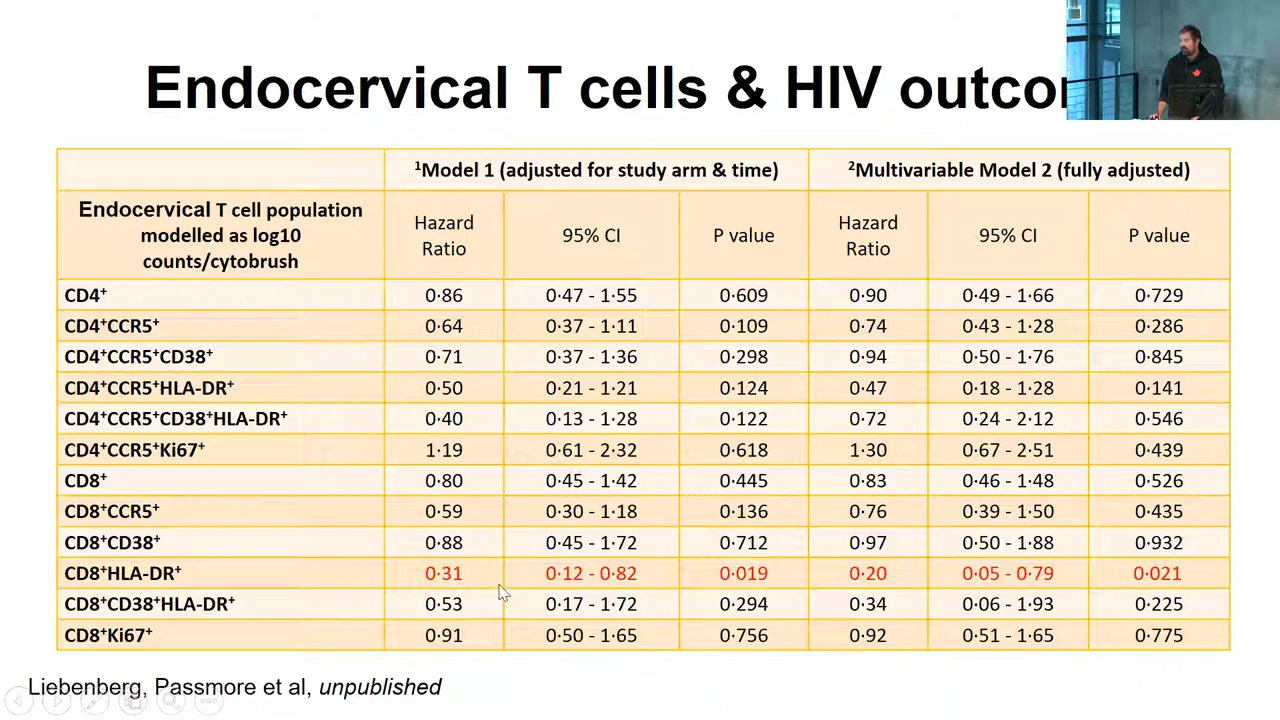 Endocervical T cells & HIV outcom
¹Model 1 (adjusted for study arm & time) ²Multivariable Model 2 (fully adjusted)
Endocervical T cell population modelled as log10 counts/cytobrush Hazard Ratio 95% CI P value Hazard Ratio 95% CI P value
CD4⁺ 0·86 0·47 - 1·55 0·609 0·90 0·49 - 1·66 0·729
CD4⁺CCR5⁺ 0·64 0·37 - 1·11 0·109 0·74 0·43 - 1·28 0·286
CD4⁺CCR5⁺CD38⁺ 0·71 0·37 - 1·36 0·298 0·94 0·50 - 1·76 0·845
CD4⁺CCR5⁺HLA-DR⁺ 0·50 0·21 - 1·21 0·124 0·47 0·18 - 1·28 0·141
CD4⁺CCR5⁺CD38⁺HLA-DR⁺ 0·40 0·13 - 1·28 0·122 0·72 0·24 - 2·12 0·546
CD4⁺CCR5⁺Ki67⁺ 1·19 0·61 - 2·32 0·618 1·30 0·67 - 2·51 0·439
CD8⁺ 0·80 0·45 - 1·42 0·445 0·83 0·46 - 1·48 0·526
CD8⁺CCR5⁺ 0·59 0·30 - 1·18 0·136 0·76 0·39 - 1·50 0·435
CD8⁺CD38⁺ 0·88 0·45 - 1·72 0·712 0·97 0·50 - 1·88 0·932
CD8⁺HLA-DR⁺ 0·31 0·12 - 0·82 0·019 0·20 0·05 - 0·79 0·021
CD8⁺CD38⁺HLA-DR⁺ 0·53 0·17 - 1·72 0·294 0·34 0·06 - 1·93 0·225
CD8⁺Ki67⁺ 0·91 0·50 - 1·65 0·756 0·92 0·51 - 1·65 0·775
Liebenberg, Passmore et al, unpublished